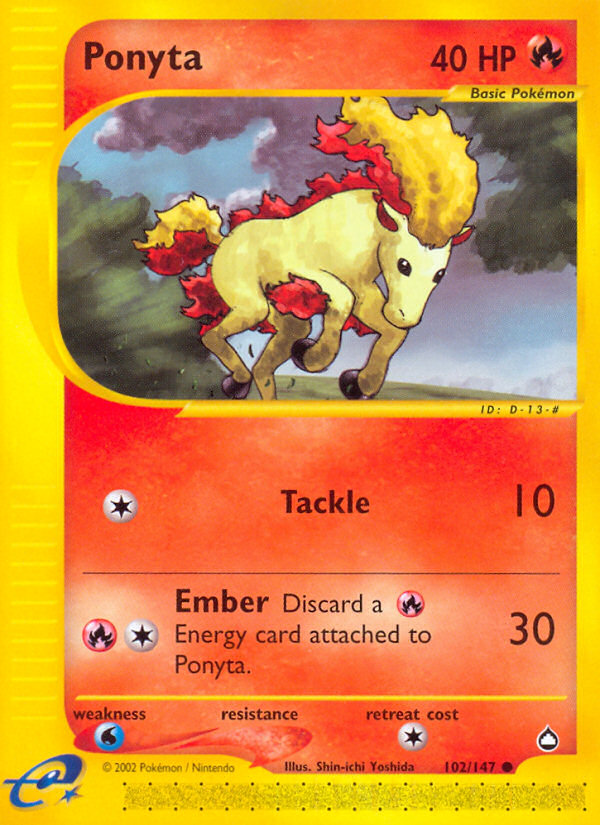 Ponyta 40 HP
Basic Pokémon
ID: D-13-#
Tackle 10
Ember Discard a
Energy card attached to
Ponyta.
30
weakness resistance retreat cost
© 2002 Pokémon / Nintendo Illus. Shin-ichi Yoshida 102/147